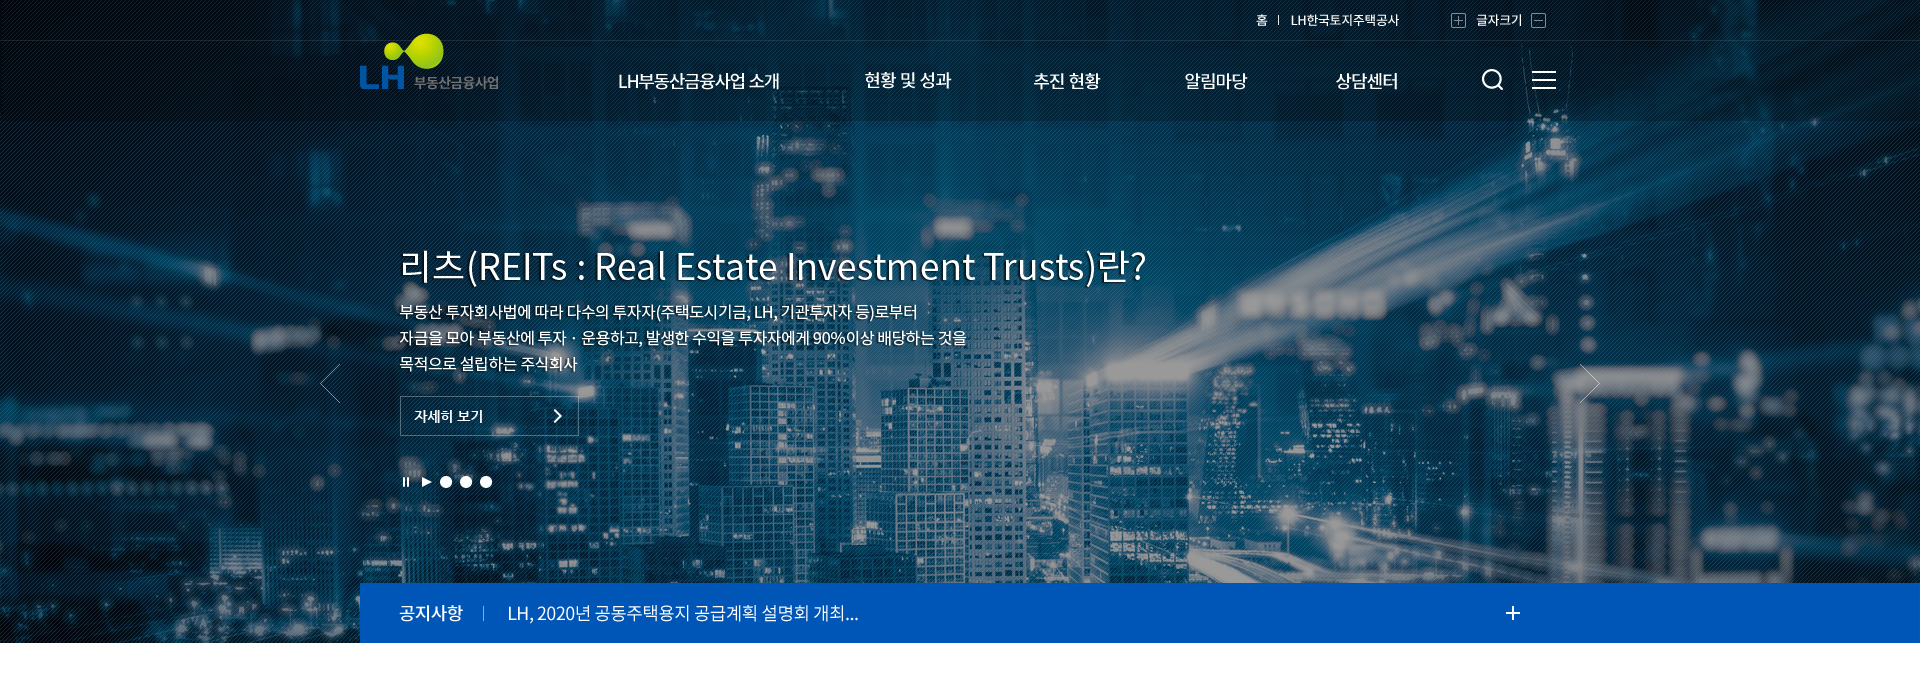 홈 | LH한국토지주택공사 글자크기
LH 부동산금융사업
LH부동산금융사업 소개 현황 및 성과 추진 현황 알림마당 상담센터
리츠(REITs : Real Estate Investment Trusts)란?
부동산 투자회사법에 따라 다수의 투자자(주택도시기금, LH, 기관투자자 등)로부터
자금을 모아 부동산에 투자 · 운용하고, 발생한 수익을 투자자에게 90%이상 배당하는 것을
목적으로 설립하는 주식회사
자세히 보기
공지사항 | LH, 2020년 공동주택용지 공급계획 설명회 개최...